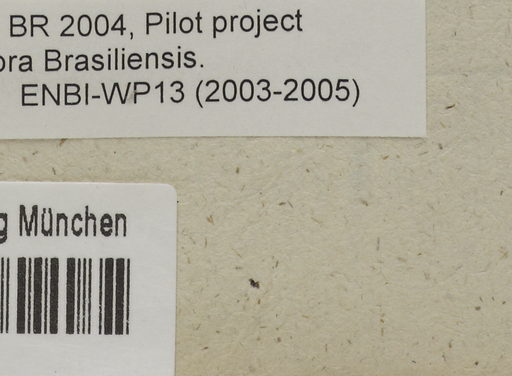 BR 2004, Pilot project
ora Brasiliensis.
ENBI-WP13 (2003-2005)
g München